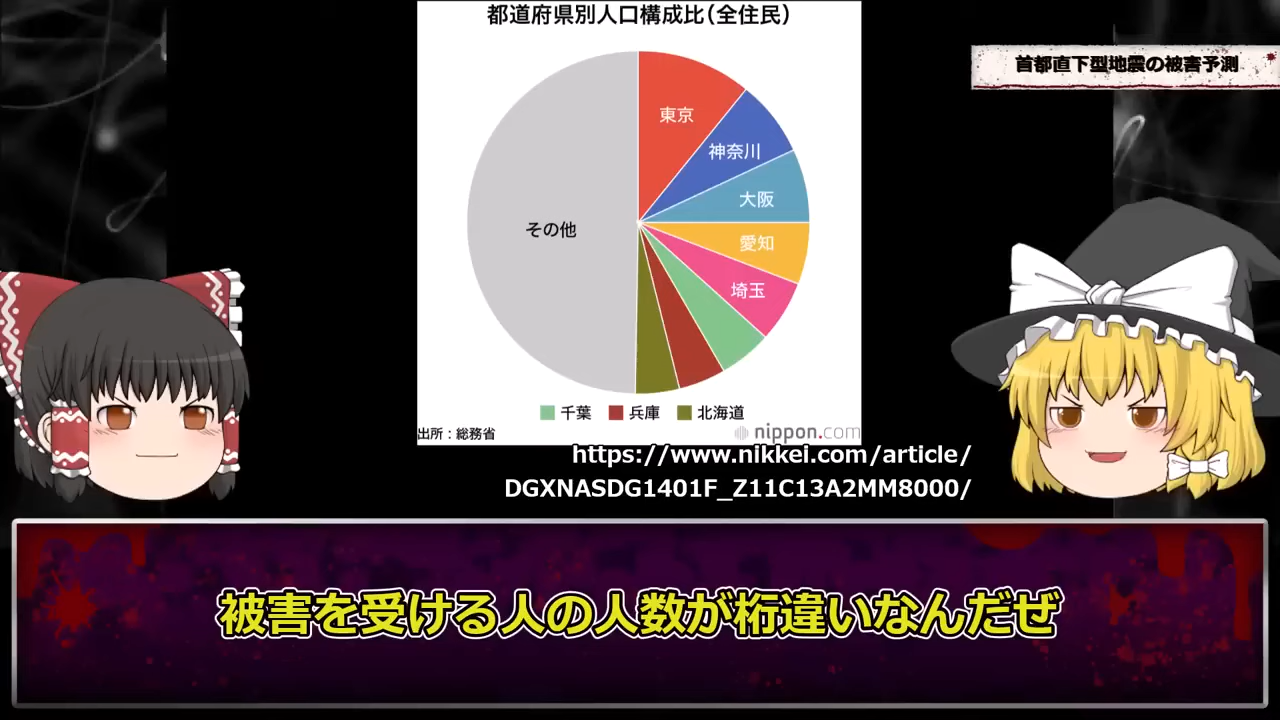 都道府県別人口構成比(全住民)
首都直下型地震の被害予測
東京
神奈川
大阪
愛知
埼玉
その他
千葉 兵庫 北海道
出所:総務省
nippon.com
https://www.nikkei.com/article/
DGXNASDG1401F_Z11C13A2MM8000/
被害を受ける人の人数が桁違いなんだぜ